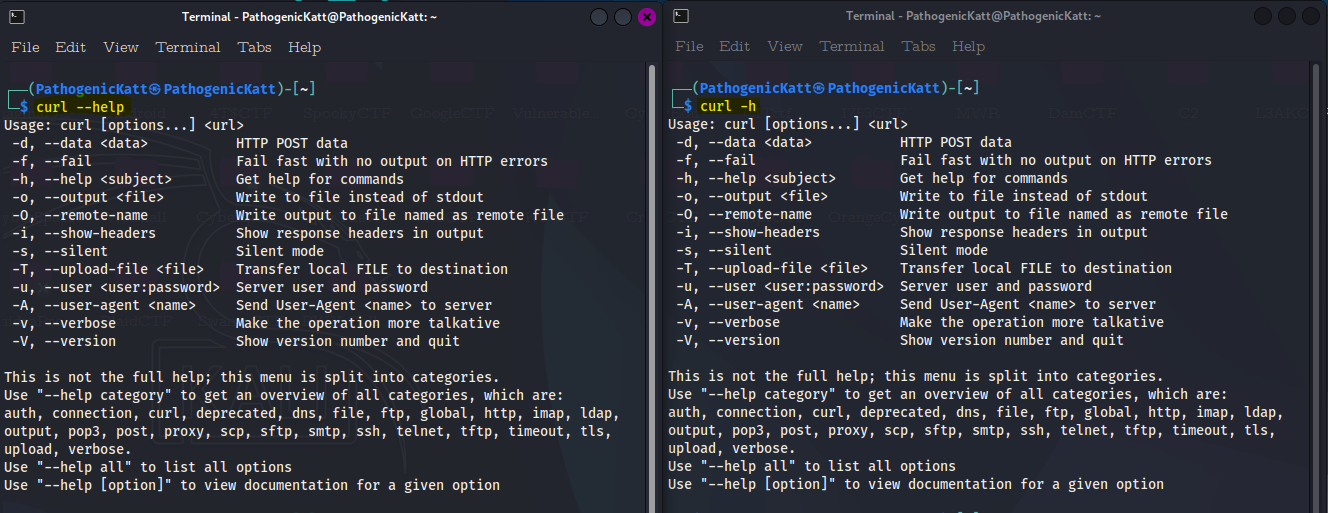 Terminal - PathogenicKatt@PathogenicKatt: ~
File Edit View Terminal Tabs Help
(PathogenicKatt㉿PathogenicKatt)-[~]
$ curl --help
Usage: curl [options...] <url>
-d, --data <data> HTTP POST data
-f, --fail Fail fast with no output on HTTP errors
-h, --help <subject> Get help for commands
-o, --output <file> Write to file instead of stdout
-O, --remote-name Write output to file named as remote file
-i, --show-headers Show response headers in output
-s, --silent Silent mode
-T, --upload-file <file> Transfer local FILE to destination
-u, --user <user:password> Server user and password
-A, --user-agent <name> Send User-Agent <name> to server
-v, --verbose Make the operation more talkative
-V, --version Show version number and quit
This is not the full help; this menu is split into categories.
Use "--help category" to get an overview of all categories, which are:
auth, connection, curl, deprecated, dns, file, ftp, global, http, imap, ldap,
output, pop3, post, proxy, scp, sftp, smtp, ssh, telnet, tftp, timeout, tls,
upload, verbose.
Use "--help all" to list all options
Use "--help [option]" to view documentation for a given option
Terminal - PathogenicKatt@PathogenicKatt: ~
File Edit View Terminal Tabs Help
(PathogenicKatt㉿PathogenicKatt)-[~]
$ curl -h
Usage: curl [options...] <url>
-d, --data <data> HTTP POST data
-f, --fail Fail fast with no output on HTTP errors
-h, --help <subject> Get help for commands
-o, --output <file> Write to file instead of stdout
-O, --remote-name Write output to file named as remote file
-i, --show-headers Show response headers in output
-s, --silent Silent mode
-T, --upload-file <file> Transfer local FILE to destination
-u, --user <user:password> Server user and password
-A, --user-agent <name> Send User-Agent <name> to server
-v, --verbose Make the operation more talkative
-V, --version Show version number and quit
This is not the full help; this menu is split into categories.
Use "--help category" to get an overview of all categories, which are:
auth, connection, curl, deprecated, dns, file, ftp, global, http, imap, ldap,
output, pop3, post, proxy, scp, sftp, smtp, ssh, telnet, tftp, timeout, tls,
upload, verbose.
Use "--help all" to list all options
Use "--help [option]" to view documentation for a given option